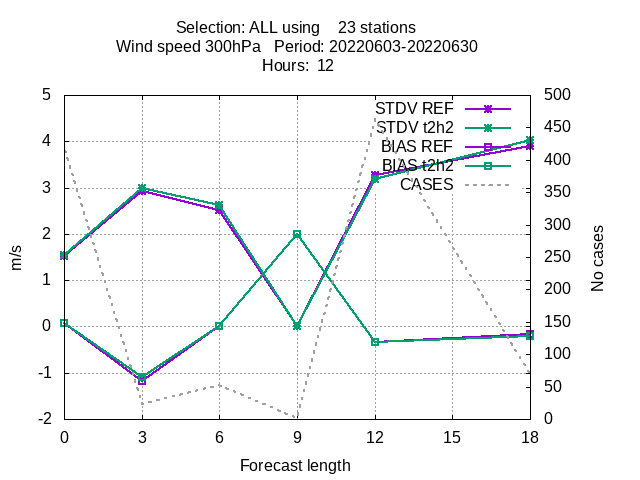 Selection: ALL using    23 stations
Wind speed 300hPa   Period: 20220603-20220630
Hours:  12
5
4
3
2
1
0
-1
-2
m/s
STDV REF
STDV t2h2
BIAS REF
BIAS t2h2
CASES
500
450
400
350
300
250
200
150
100
50
0
No cases
0 3 6 9 12 15 18
Forecast length